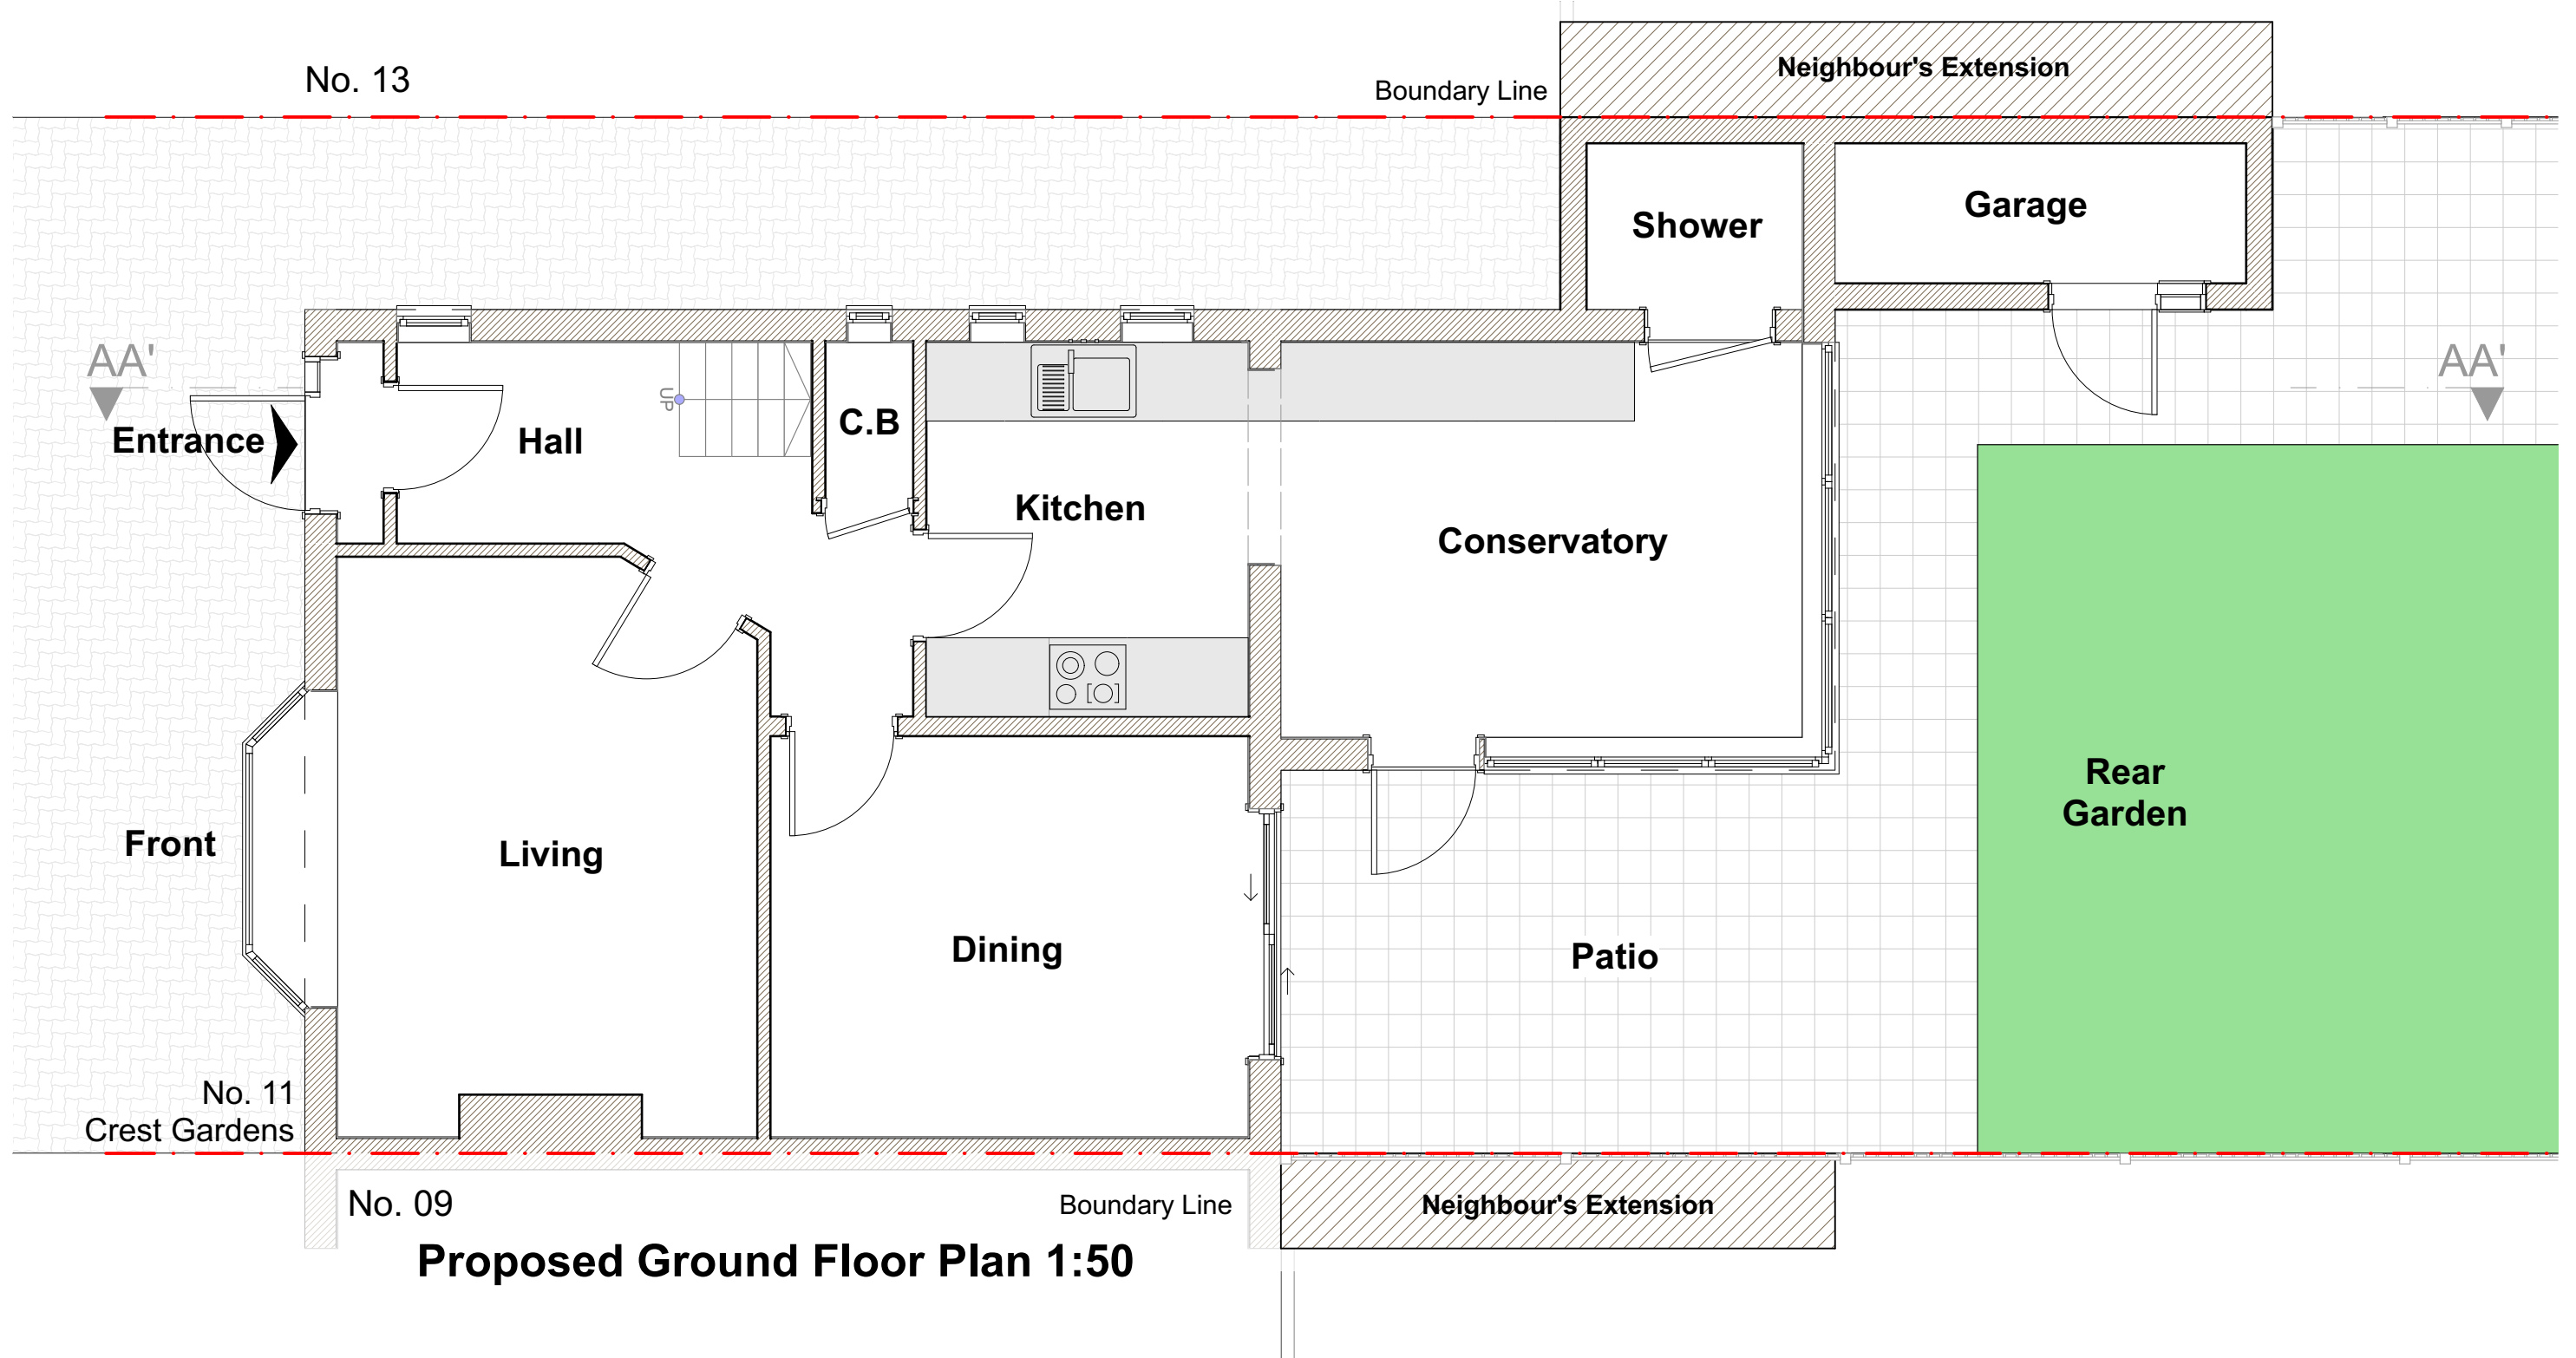 Neighbour's Extension
No. 13
Boundary Line
Shower
Garage
AA'
AA'
Entrance
Hall
UP
C.B
Kitchen
Conservatory
Front
Living
Dining
Patio
Rear
Garden
No. 11
Crest Gardens
No. 09
Boundary Line
Neighbour's Extension
Proposed Ground Floor Plan 1:50